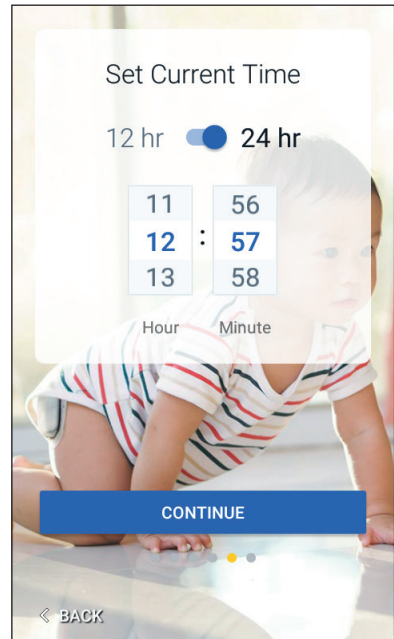 Set Current Time
12 hr 24 hr
11 56
12 : 57
13 58
Hour Minute
CONTINUE
< BACK